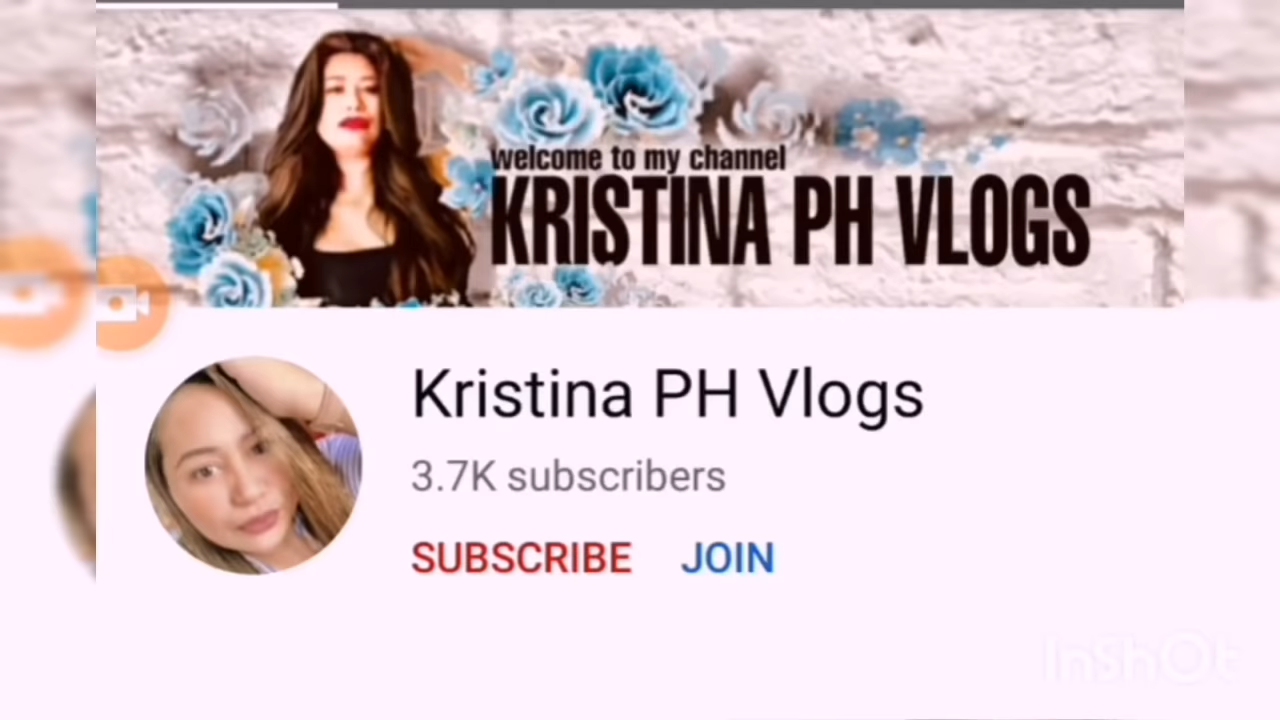 welcome to my channel
KRISTINA PH VLOGS
Kristina PH Vlogs
3.7K subscribers
SUBSCRIBE JOIN
InShOt